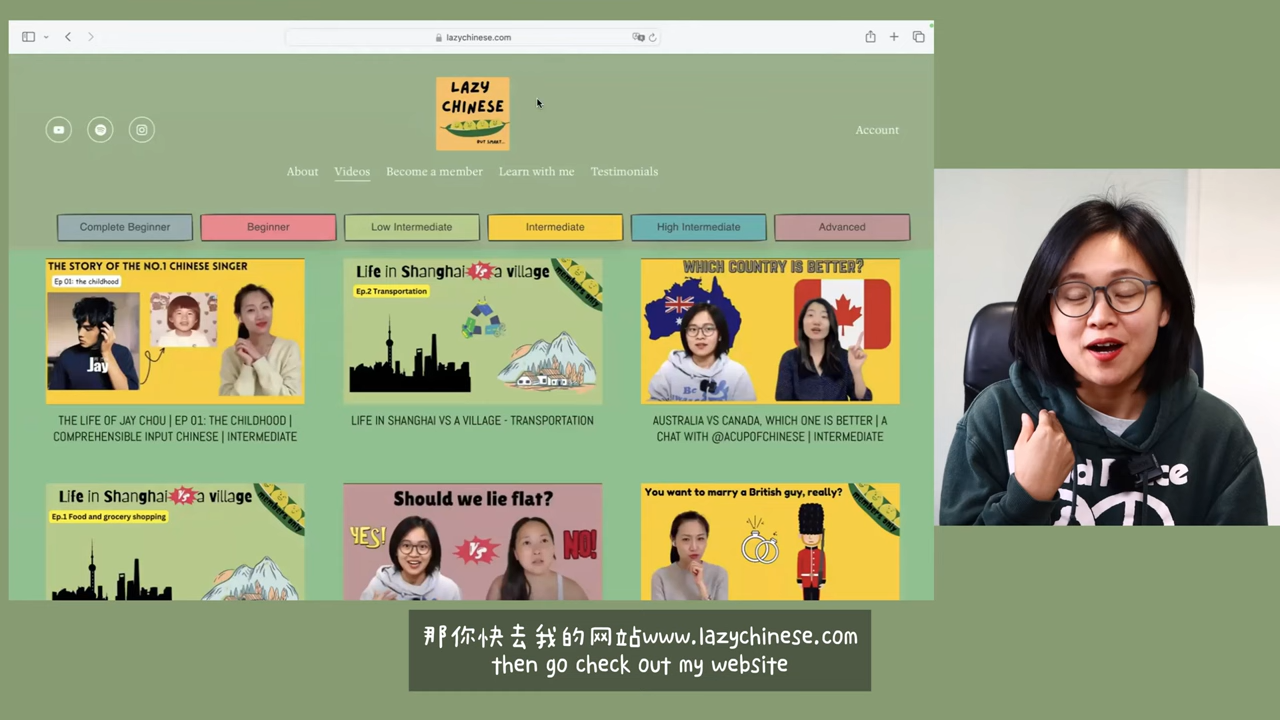 lazychinese.com
LAZY
CHINESE
BUT SMART...
Account
About Videos Become a member Learn with me Testimonials
Complete Beginner Beginner Low Intermediate Intermediate High Intermediate Advanced
THE STORY OF THE NO.1 CHINESE SINGER
Ep 01: the childhood
Jay
THE LIFE OF JAY CHOU | EP 01: THE CHILDHOOD |
COMPREHENSIBLE INPUT CHINESE | INTERMEDIATE
Life in Shanghai VS a village
Ep.2 Transportation
LIFE IN SHANGHAI VS A VILLAGE - TRANSPORTATION
WHICH COUNTRY IS BETTER?
AUSTRALIA VS CANADA, WHICH ONE IS BETTER | A
CHAT WITH @ACUPOFCHINESE | INTERMEDIATE
Life in Shanghai VS a village
Ep.1 Food and grocery shopping
Should we lie flat?
YES!
VS
NO!
You want to marry a British guy, really?
members only
那你快去我的网站www.lazychinese.com
then go check out my website